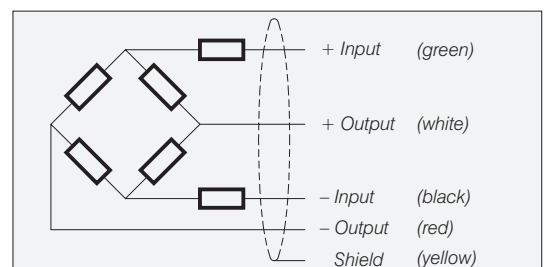 + Input (green)
+ Output (white)
– Input (black)
– Output (red)
Shield (yellow)